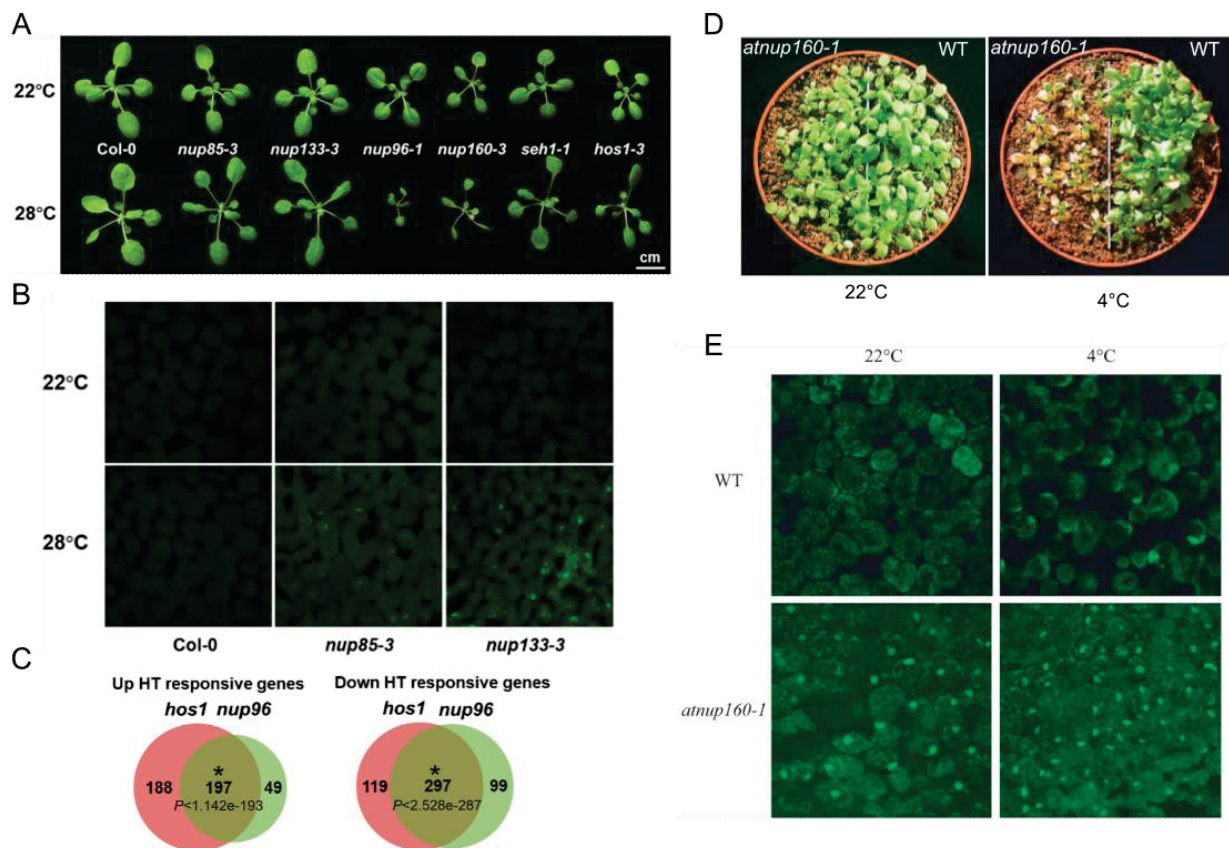 A
22°C
Col-0 nup85-3 nup133-3 nup96-1 nup160-3 seh1-1 hos1-3
28°C
cm
B
22°C
28°C
Col-0 nup85-3 nup133-3
C
Up HT responsive genes
hos1 nup96
188 * 197 49
P<1.142e-193
Down HT responsive genes
hos1 nup96
119 * 297 99
P<2.528e-287
D
atnup160-1 WT
atnup160-1 WT
22°C
4°C
E
22°C 4°C
WT
atnup160-1